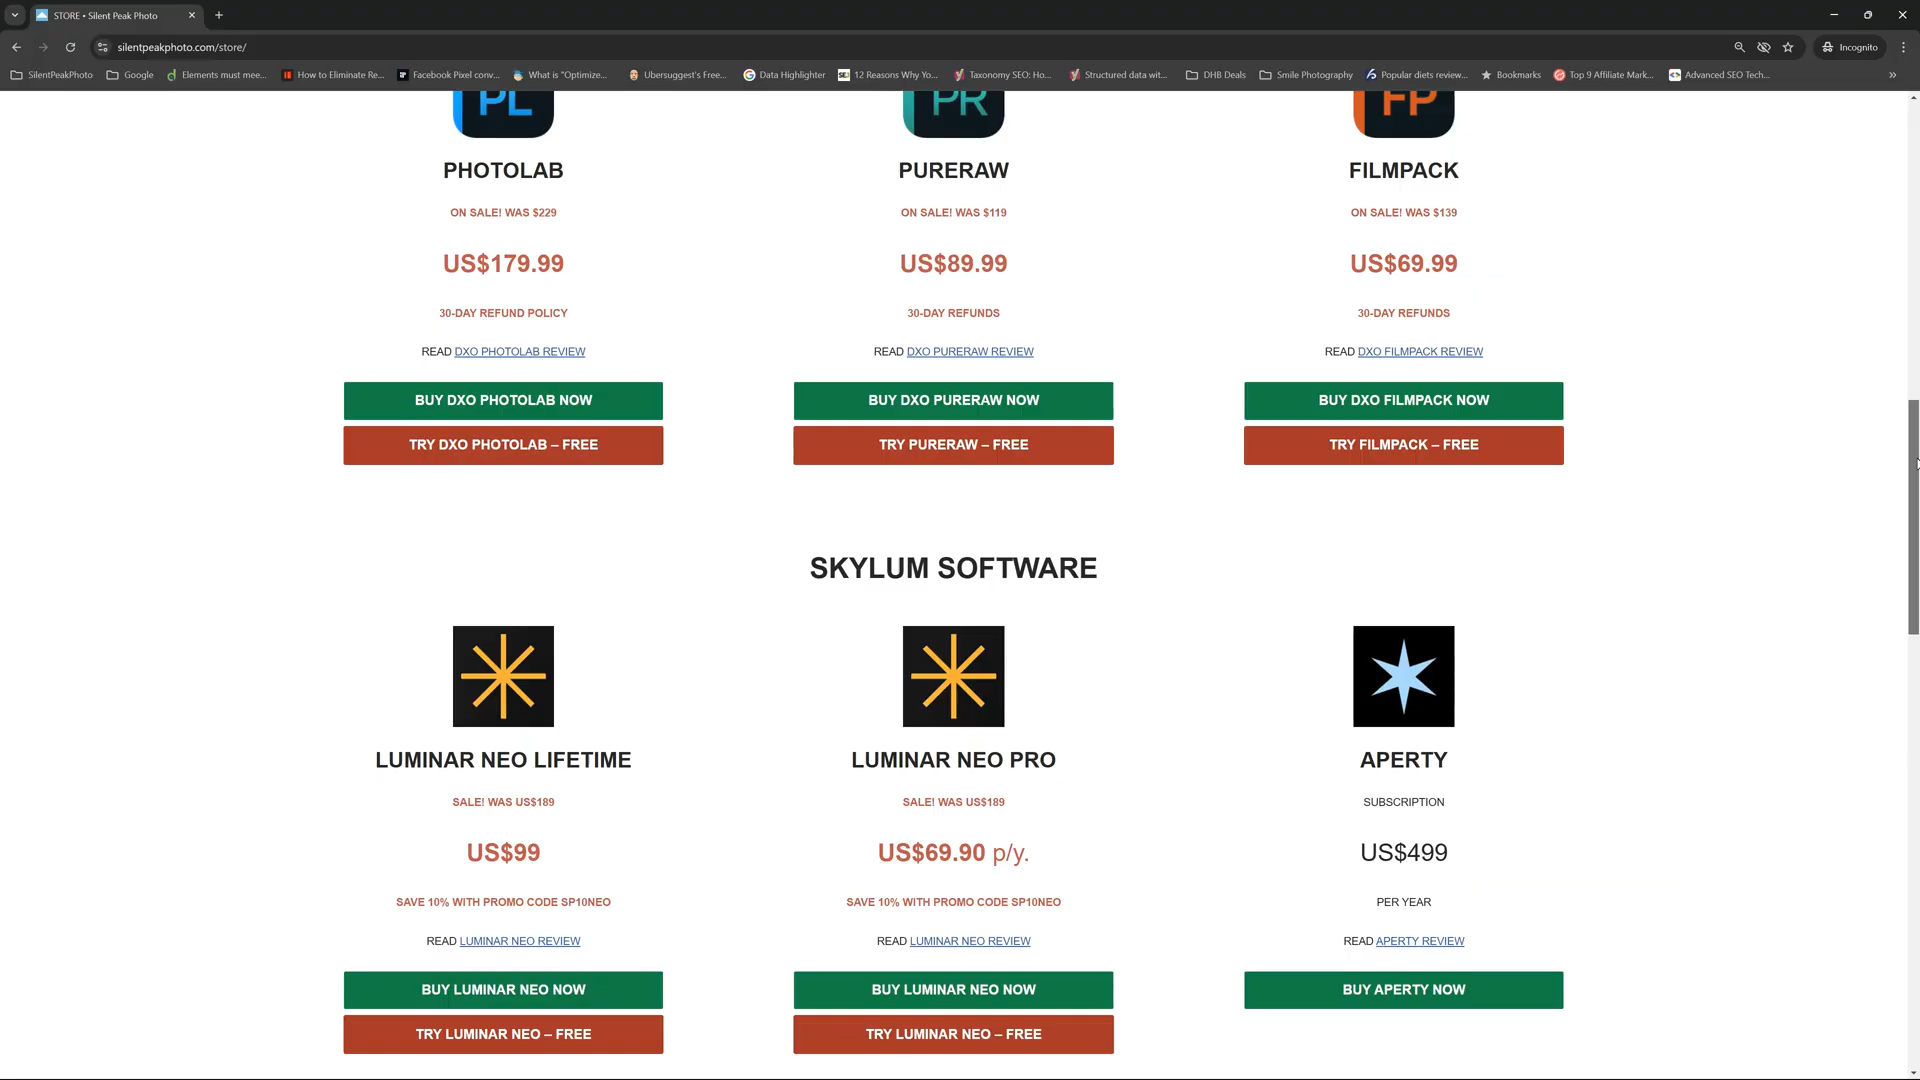 STORE • Silent Peak Photo
silentpeakphoto.com/store/
Incognito
SilentPeakPhoto
Google
Elements must mee...
How to Eliminate Re...
Facebook Pixel conv...
What is "Optimize...
Ubersuggest's Free...
Data Highlighter
12 Reasons Why Yo...
Taxonomy SEO: Ho...
Structured data wit...
DHB Deals
Smile Photography
Popular diets review...
Bookmarks
Top 9 Affiliate Mark...
Advanced SEO Tech...
PL
PR
FP
PHOTOLAB
PURERAW
FILMPACK
ON SALE! WAS $229
ON SALE! WAS $119
ON SALE! WAS $139
US$179.99
US$89.99
US$69.99
30-DAY REFUND POLICY
30-DAY REFUNDS
30-DAY REFUNDS
READ DXO PHOTOLAB REVIEW
READ DXO PURERAW REVIEW
READ DXO FILMPACK REVIEW
BUY DXO PHOTOLAB NOW
BUY DXO PURERAW NOW
BUY DXO FILMPACK NOW
TRY DXO PHOTOLAB – FREE
TRY PURERAW – FREE
TRY FILMPACK – FREE
SKYLUM SOFTWARE
LUMINAR NEO LIFETIME
LUMINAR NEO PRO
APERTY
SALE! WAS US$189
SALE! WAS US$189
SUBSCRIPTION
US$99
US$69.90 p/y.
US$499
SAVE 10% WITH PROMO CODE SP10NEO
SAVE 10% WITH PROMO CODE SP10NEO
PER YEAR
READ LUMINAR NEO REVIEW
READ LUMINAR NEO REVIEW
READ APERTY REVIEW
BUY LUMINAR NEO NOW
BUY LUMINAR NEO NOW
BUY APERTY NOW
TRY LUMINAR NEO – FREE
TRY LUMINAR NEO – FREE